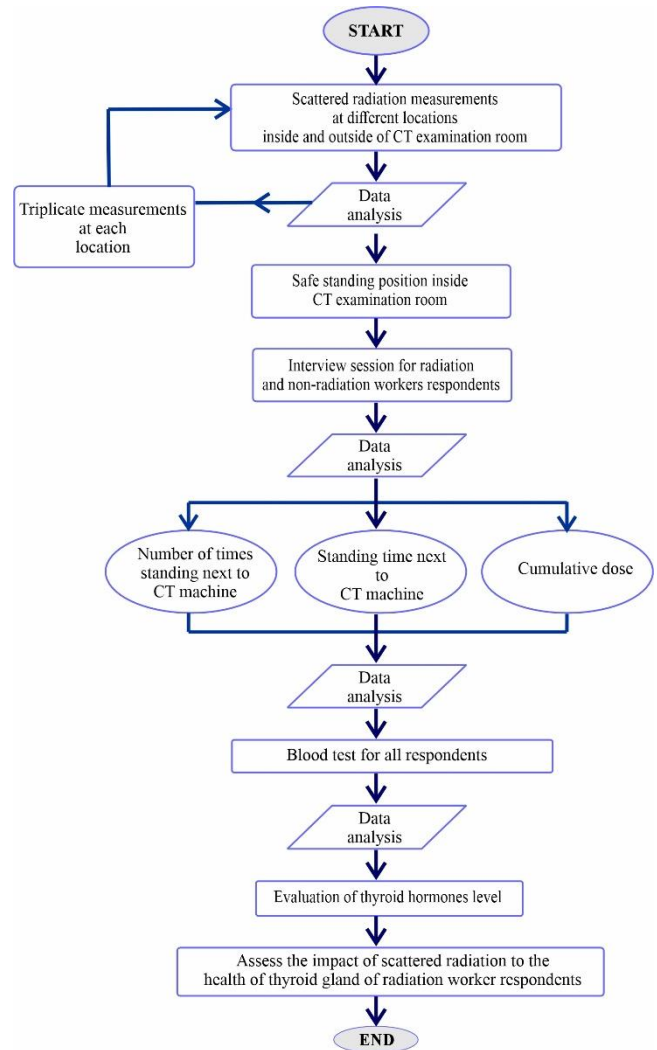 START
Scattered radiation measurements
at different locations
inside and outside of CT examination room
Triplicate measurements
at each
location
Data
analysis
Safe standing position inside
CT examination room
Interview session for radiation
and non-radiation workers respondents
Data
analysis
Number of times
standing next to
CT machine
Standing time next
to
CT machine
Cumulative dose
Data
analysis
Blood test for all respondents
Data
analysis
Evaluation of thyroid hormones level
Assess the impact of scattered radiation to the
health of thyroid gland of radiation worker respondents
END